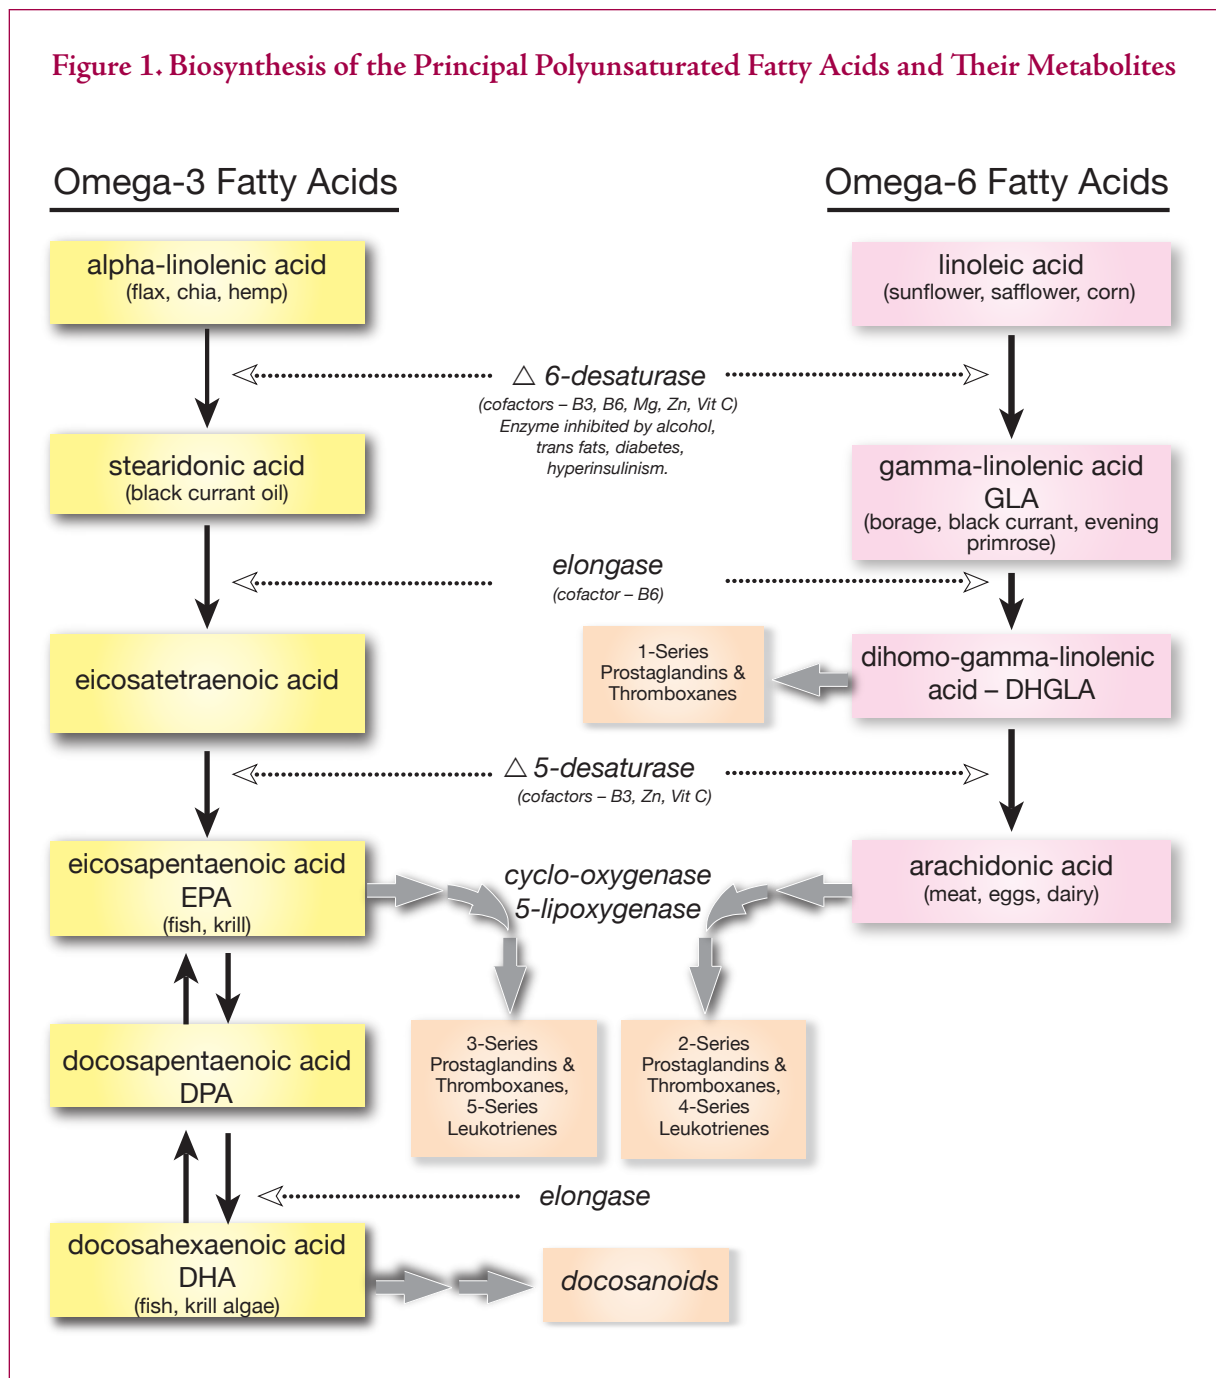 Figure 1. Biosynthesis of the Principal Polyunsaturated Fatty Acids and Their Metabolites
Omega-3 Fatty Acids
Omega-6 Fatty Acids
alpha-linolenic acid
(flax, chia, hemp)
linoleic acid
(sunflower, safflower, corn)
△ 6-desaturase
(cofactors – B3, B6, Mg, Zn, Vit C)
Enzyme inhibited by alcohol,
trans fats, diabetes,
hyperinsulinism.
stearidonic acid
(black currant oil)
gamma-linolenic acid
GLA
(borage, black currant, evening
primrose)
elongase
(cofactor – B6)
eicosatetraenoic acid
1-Series
Prostaglandins &
Thromboxanes
dihomo-gamma-linolenic
acid – DHGLA
△ 5-desaturase
(cofactors – B3, Zn, Vit C)
eicosapentaenoic acid
EPA
(fish, krill)
cyclo-oxygenase
5-lipoxygenase
arachidonic acid
(meat, eggs, dairy)
docosapentaenoic acid
DPA
3-Series
Prostaglandins &
Thromboxanes,
5-Series
Leukotrienes
2-Series
Prostaglandins &
Thromboxanes,
4-Series
Leukotrienes
elongase
docosahexaenoic acid
DHA
(fish, krill algae)
docosanoids